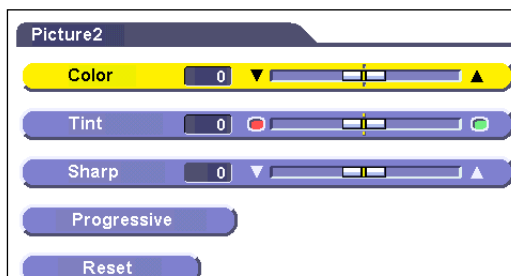 Picture2
Color 0
Tint 0
Sharp 0
Progressive
Reset